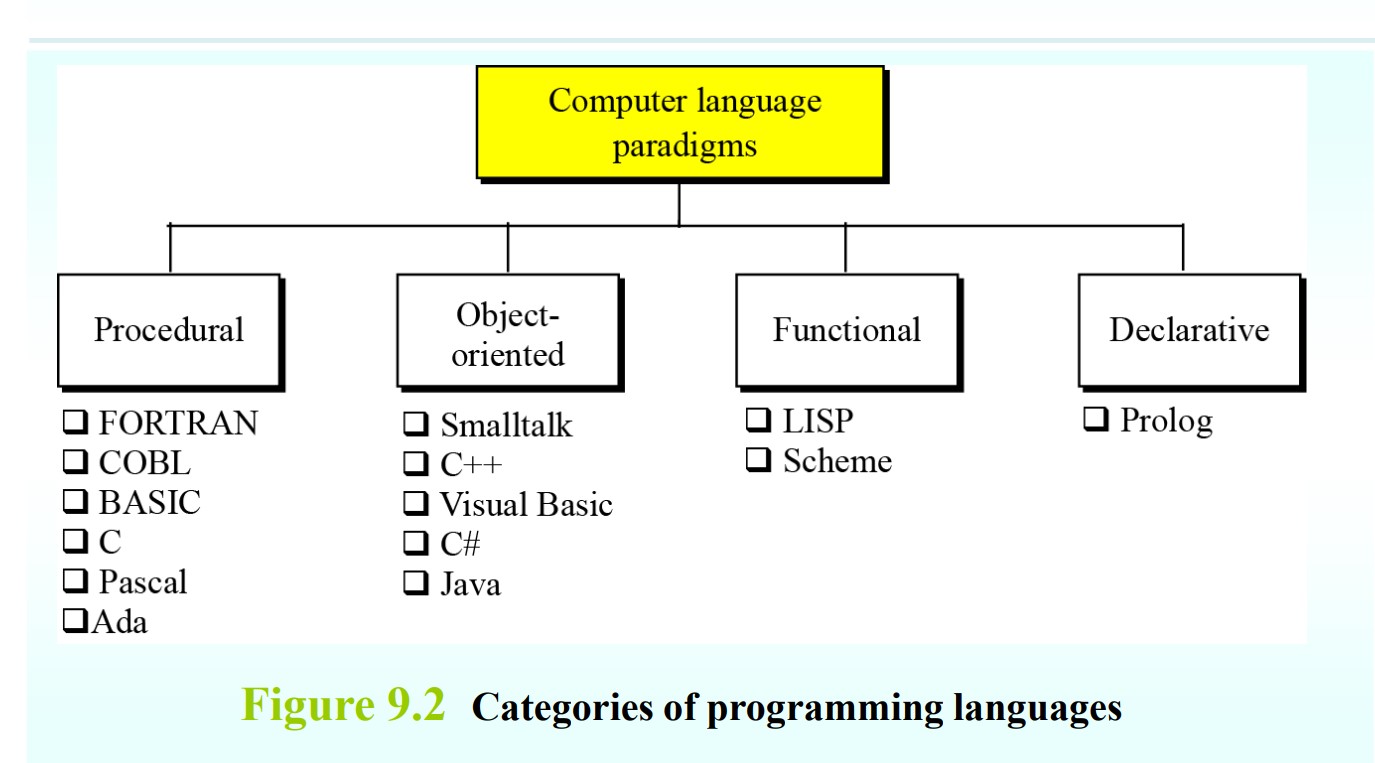 Computer language
paradigms
Procedural
Object-
oriented
Functional
Declarative
❑ FORTRAN
❑ COBL
❑ BASIC
❑ C
❑ Pascal
❑Ada
❑ Smalltalk
❑ C++
❑ Visual Basic
❑ C#
❑ Java
❑ LISP
❑ Scheme
❑ Prolog
Figure 9.2 Categories of programming languages